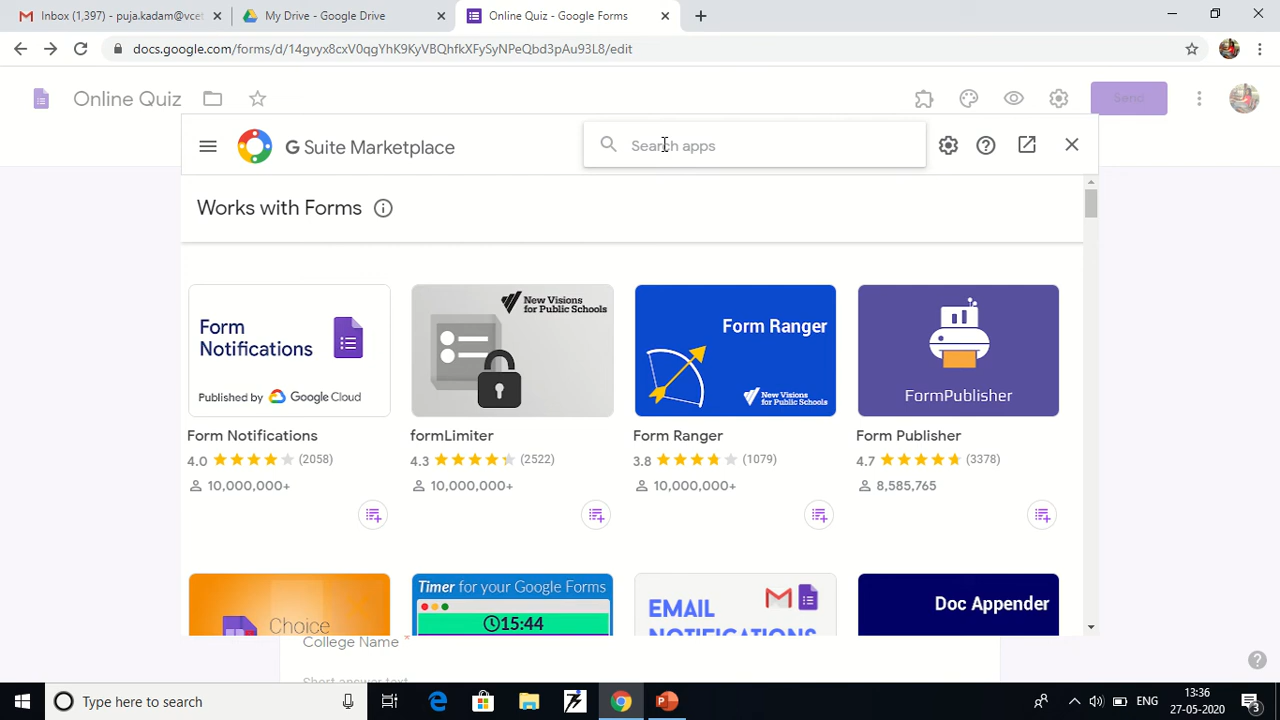 Inbox (1,397) - puja.kadam@vcet
My Drive - Google Drive
Online Quiz - Google Forms
docs.google.com/forms/d/14gvyx8cxV0qgYhK9KyVBQhfkXFySyNPeQbd3pAu93L8/edit
Online Quiz
Send
G Suite Marketplace
Search apps
Works with Forms
Form
Notifications
Published by Google Cloud
New Visions
for Public Schools
Form Ranger
New Visions
for Public Schools
FormPublisher
Form Notifications
formLimiter
Form Ranger
Form Publisher
4.0 (2058)
4.3 (2522)
3.8 (1079)
4.7 (3378)
10,000,000+
10,000,000+
10,000,000+
8,585,765
Choice
Timer for your Google Forms
15:44
EMAIL
NOTIFICATIONS
Doc Appender
College Name *
Short answer text
Type here to search
ENG
13:36
27-05-2020
3